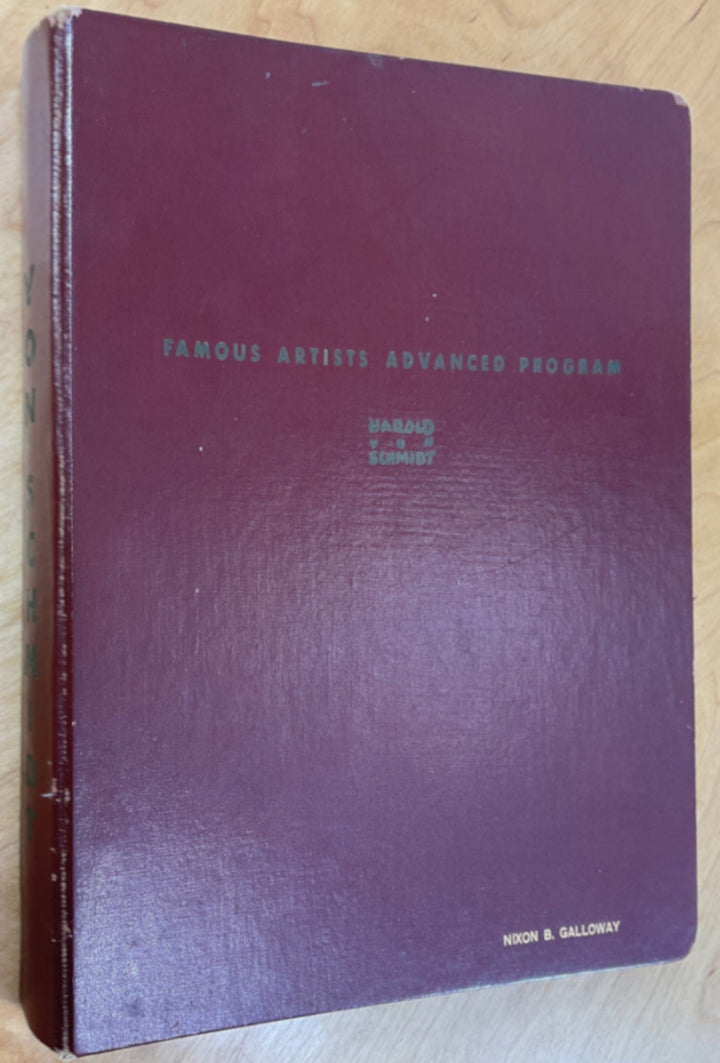 VON SCHMIDT
FAMOUS ARTISTS ADVANCED PROGRAM
HAROLD
VON
SCHMIDT
NIXON B. GALLOWAY